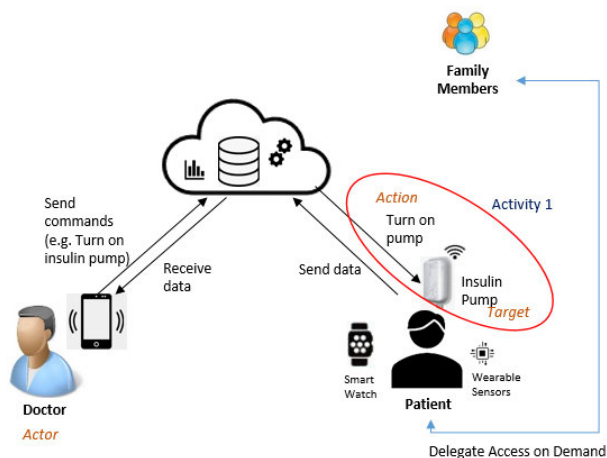 Family
Members
Action
Activity 1
Turn on
pump
Send
commands
(e.g. Turn on
insulin pump)
Receive
data
Send data
Insulin
Pump
Target
Smart
Watch
Wearable
Sensors
Doctor
Patient
Actor
Delegate Access on Demand